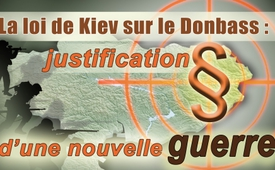 La loi de Kiev sur le Donbass :
justification
§
d'une nouvelle guerre